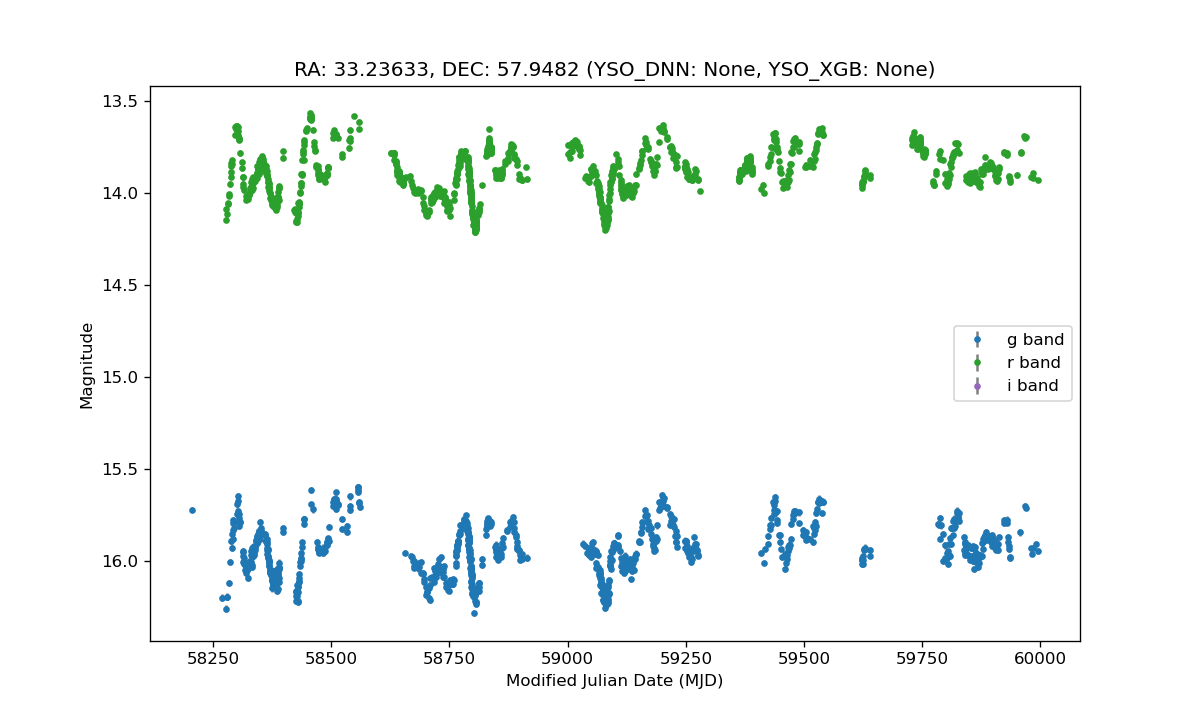 RA: 33.23633, DEC: 57.9482 (YSO_DNN: None, YSO_XGB: None)
13.5
14.0
14.5
15.0
15.5
16.0
Magnitude
g band
r band
i band
58250 58500 58750 59000 59250 59500 59750 60000
Modified Julian Date (MJD)